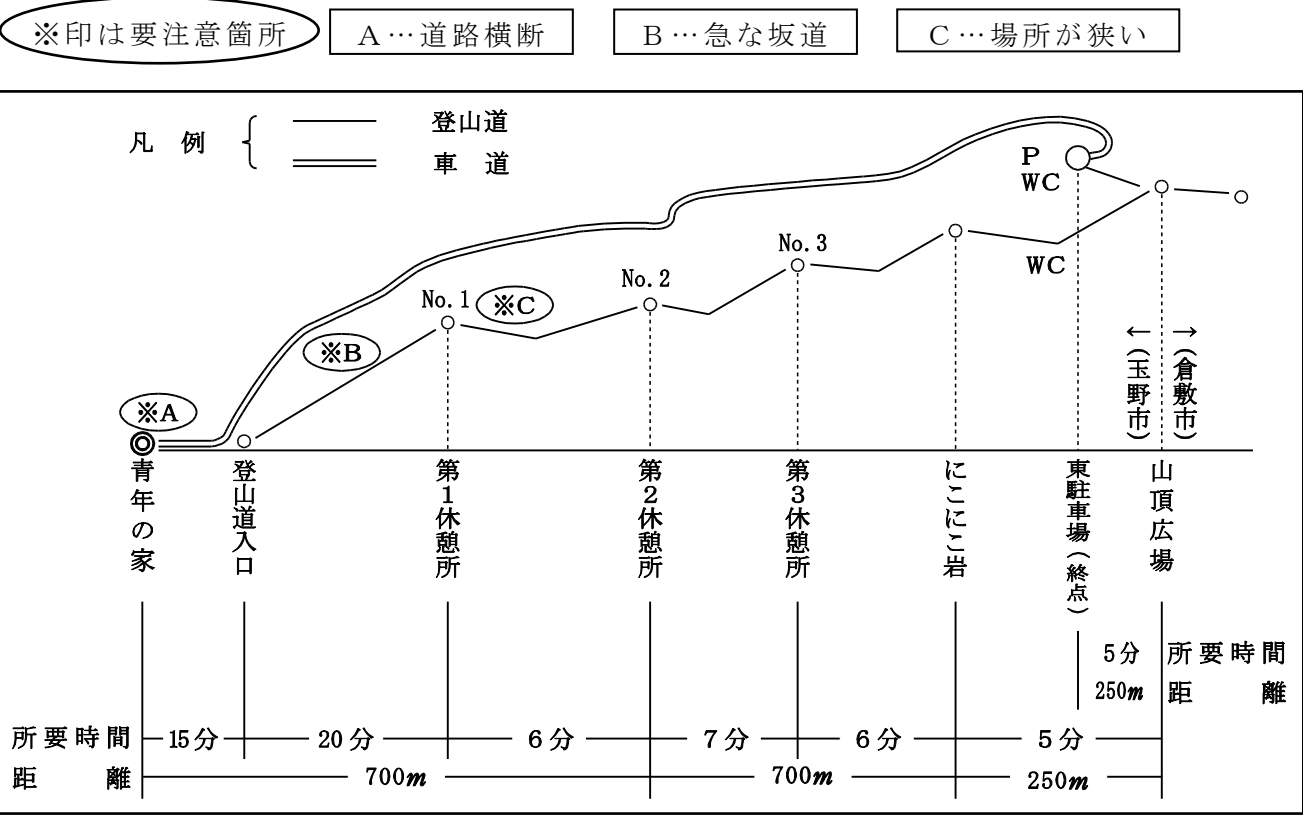 ※印は要注意箇所
A…道路横断
B…急な坂道
C…場所が狭い
凡例
登山道
車道
P
WC
No.3
WC
No.2
No.1
※C
※B
※A
←(玉野市)
→(倉敷市)
青年の家
登山道入口
第1休憩所
第2休憩所
第3休憩所
にこにこ岩
東駐車場(終点)
山頂広場
5分 所要時間
250m 距離
所要時間 15分 20分 6分 7分 6分 5分
距離 700m 700m 250m